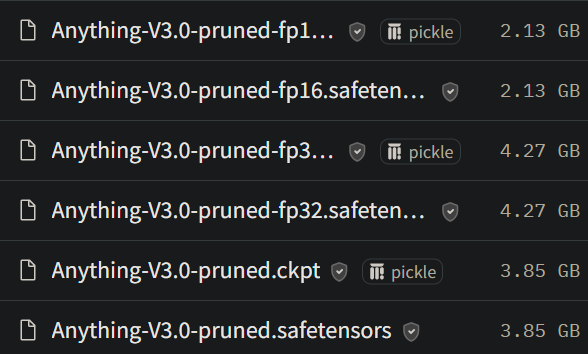 Anything-V3.0-pruned-fp1... pickle 2.13 GB
Anything-V3.0-pruned-fp16.safeten... 2.13 GB
Anything-V3.0-pruned-fp3... pickle 4.27 GB
Anything-V3.0-pruned-fp32.safeten... 4.27 GB
Anything-V3.0-pruned.ckpt pickle 3.85 GB
Anything-V3.0-pruned.safetensors 3.85 GB